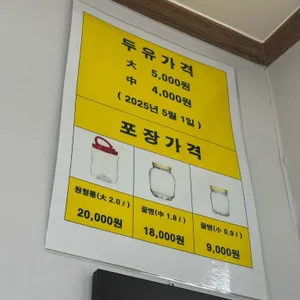 두유가격
大 5,000원
中 4,000원
( 2025년 5월 1일 )
포장가격
원형통(大 2.0ℓ) 꿀병(中 1.8ℓ) 꿀병(小 0.9ℓ)
20,000원 18,000원 9,000원